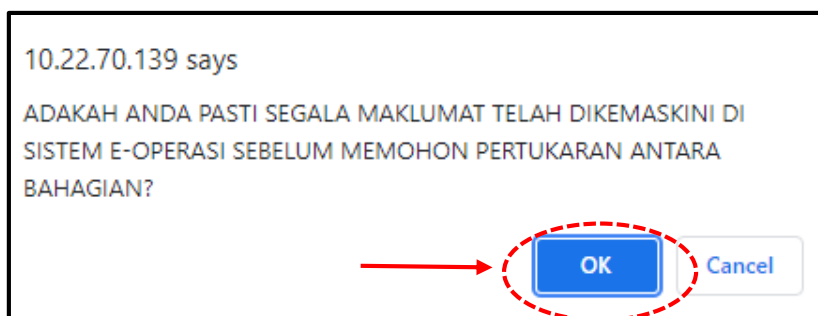 10.22.70.139 says
ADAKAH ANDA PASTI SEGALA MAKLUMAT TELAH DIKEMASKINI DI
SISTEM E-OPERASI SEBELUM MEMOHON PERTUKARAN ANTARA
BAHAGIAN?
OK
Cancel